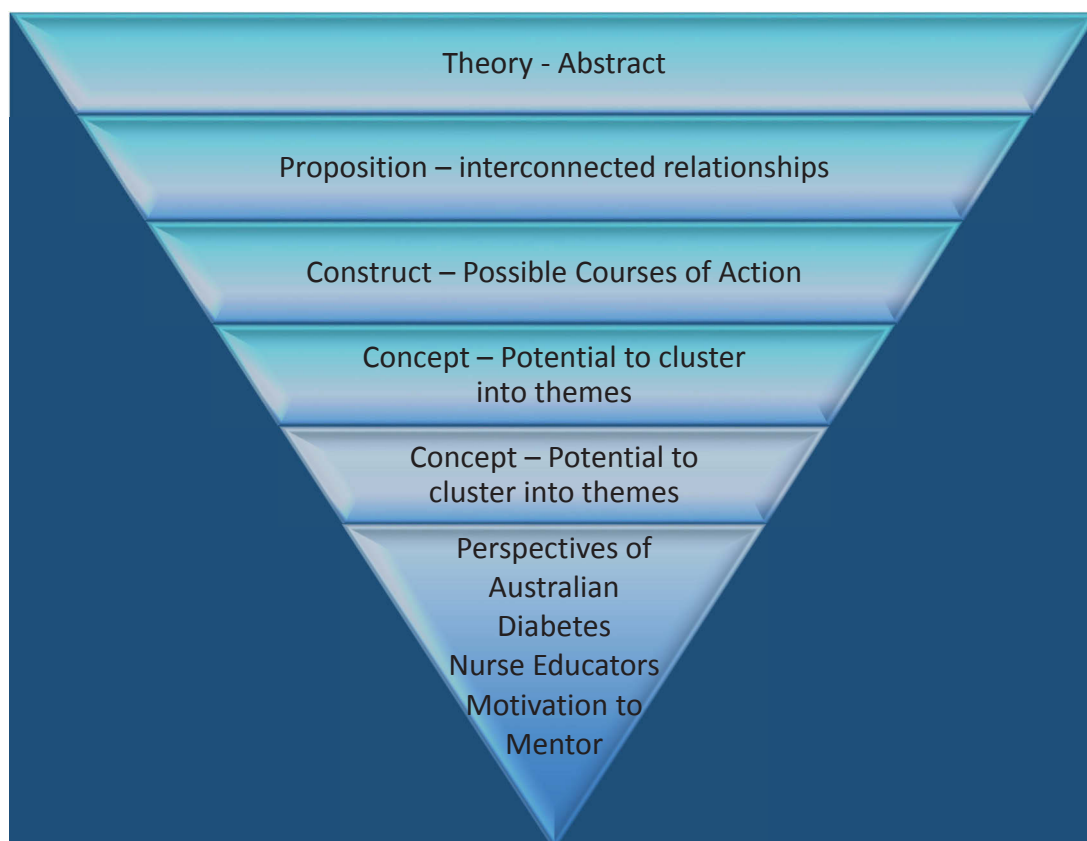 Theory - Abstract
Proposition – interconnected relationships
Construct – Possible Courses of Action
Concept – Potential to cluster
into themes
Concept – Potential to
cluster into themes
Perspectives of
Australian
Diabetes
Nurse Educators
Motivation to
Mentor